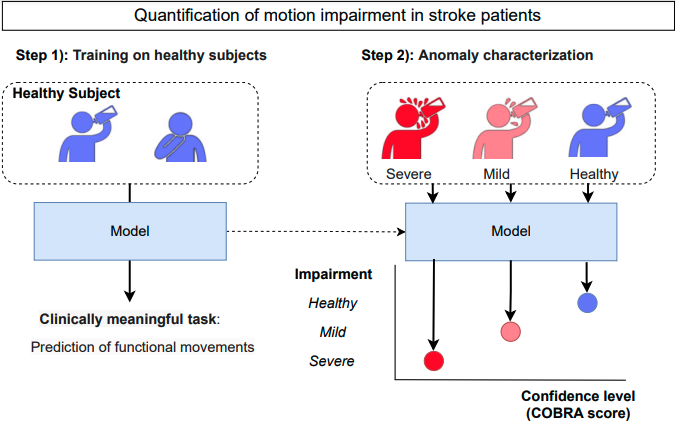 Quantification of motion impairment in stroke patients
Step 1): Training on healthy subjects
Healthy Subject
Model
Clinically meaningful task:
Prediction of functional movements
Step 2): Anomaly characterization
Severe
Mild
Healthy
Model
Impairment
Healthy
Mild
Severe
Confidence level
(COBRA score)